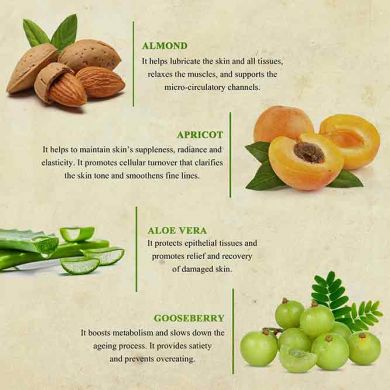 ALMOND
It helps lubricate the skin and all tissues,
relaxes the muscles, and supports the
micro-circulatory channels.
APRICOT
It helps to maintain skin's suppleness, radiance and
elasticity. It promotes cellular turnover that clarifies
the skin tone and smoothens fine lines.
ALOE VERA
It protects epithelial tissues and
promotes relief and recovery
of damaged skin.
GOOSEBERRY
It boosts metabolism and slows down the
ageing process. It provides satiety
and prevents overeating.